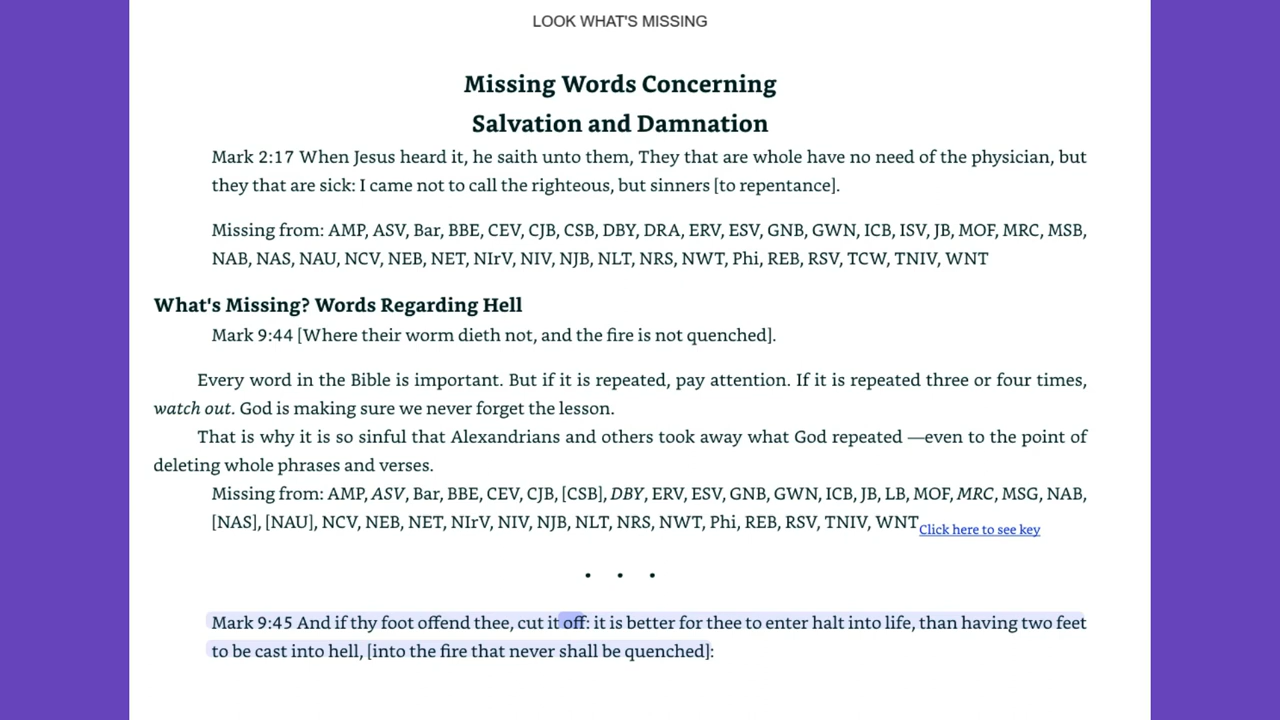 LOOK WHAT'S MISSING
Missing Words Concerning
Salvation and Damnation
Mark 2:17 When Jesus heard it, he saith unto them, They that are whole have no need of the physician, but
they that are sick: I came not to call the righteous, but sinners [to repentance].
Missing from: AMP, ASV, Bar, BBE, CEV, CJB, CSB, DBY, DRA, ERV, ESV, GNB, GWN, ICB, ISV, JB, MOF, MRC, MSB,
NAB, NAS, NAU, NCV, NEB, NET, NIrV, NIV, NJB, NLT, NRS, NWT, Phi, REB, RSV, TCW, TNIV, WNT
What's Missing? Words Regarding Hell
Mark 9:44 [Where their worm dieth not, and the fire is not quenched].
Every word in the Bible is important. But if it is repeated, pay attention. If it is repeated three or four times,
watch out. God is making sure we never forget the lesson.
That is why it is so sinful that Alexandrians and others took away what God repeated —even to the point of
deleting whole phrases and verses.
Missing from: AMP, ASV, Bar, BBE, CEV, CJB, [CSB], DBY, ERV, ESV, GNB, GWN, ICB, JB, LB, MOF, MRC, MSG, NAB,
[NAS], [NAU], NCV, NEB, NET, NIrV, NIV, NJB, NLT, NRS, NWT, Phi, REB, RSV, TNIV, WNT Click here to see key
• • •
Mark 9:45 And if thy foot offend thee, cut it off: it is better for thee to enter halt into life, than having two feet
to be cast into hell, [into the fire that never shall be quenched]: